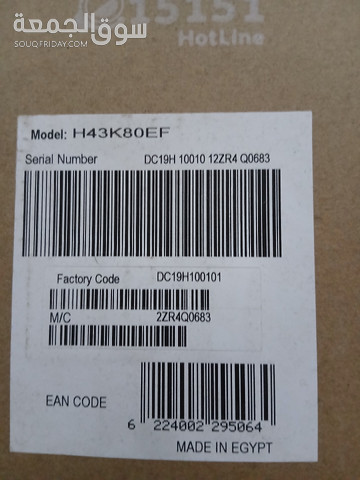 15151
سوق الجمعة
SOUQFRIDAY.COM
HotLine
Model: H43K80EF
Serial Number DC19H 10010 12ZR4 Q0683
Factory Code DC19H100101
M/C 2ZR4Q0683
EAN CODE
6 224002 295064
MADE IN EGYPT